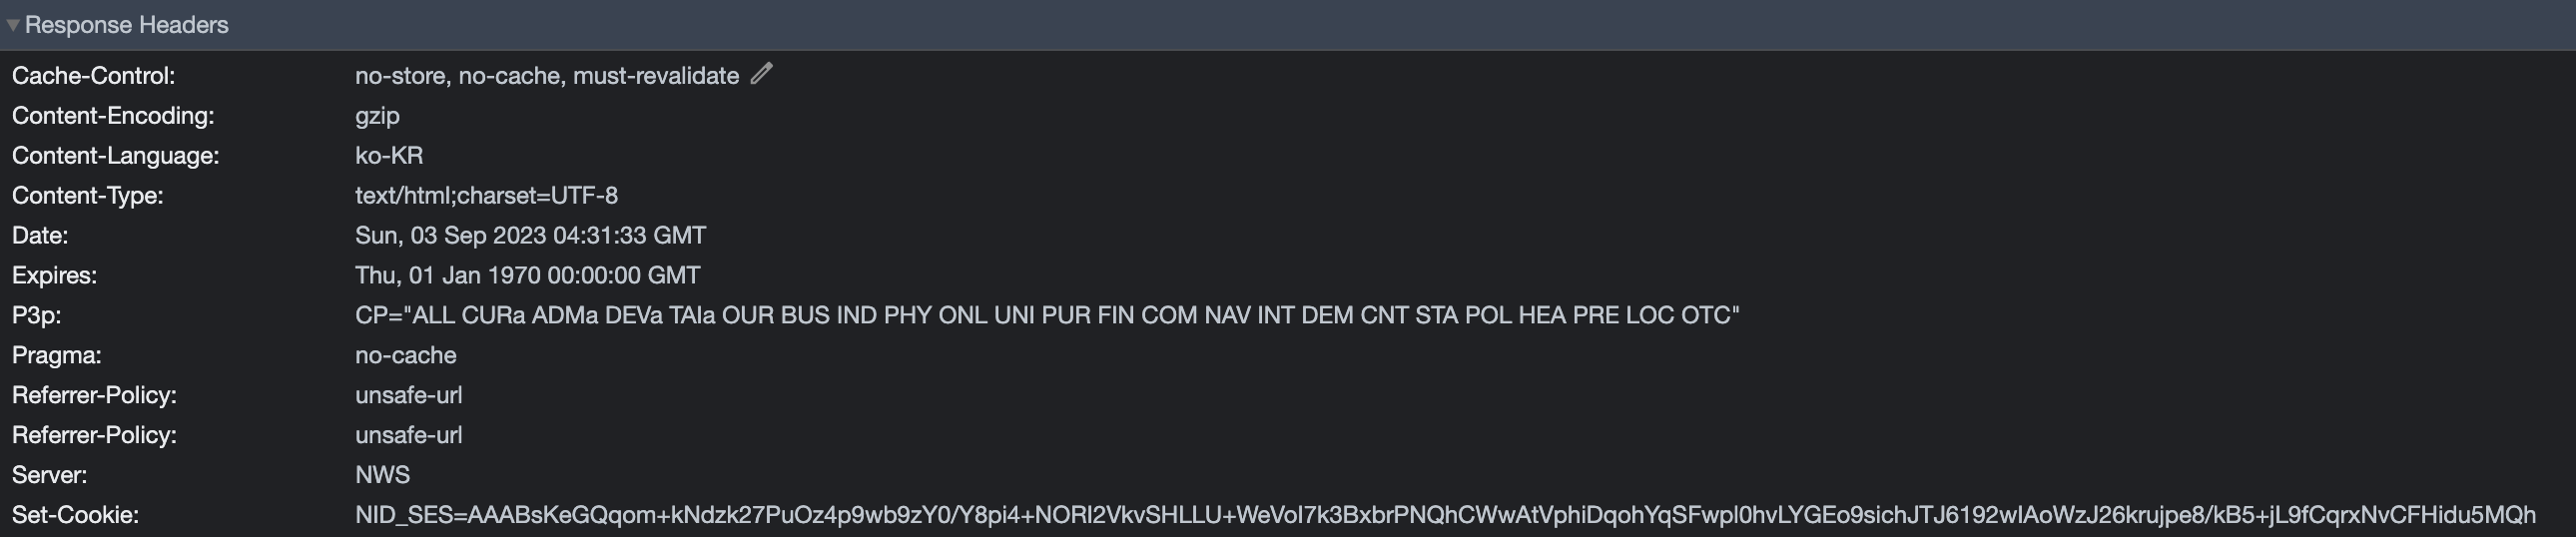 Response Headers
Cache-Control: no-store, no-cache, must-revalidate
Content-Encoding: gzip
Content-Language: ko-KR
Content-Type: text/html;charset=UTF-8
Date: Sun, 03 Sep 2023 04:31:33 GMT
Expires: Thu, 01 Jan 1970 00:00:00 GMT
P3p: CP="ALL CURa ADMa DEVa TAIa OUR BUS IND PHY ONL UNI PUR FIN COM NAV INT DEM CNT STA POL HEA PRE LOC OTC"
Pragma: no-cache
Referrer-Policy: unsafe-url
Referrer-Policy: unsafe-url
Server: NWS
Set-Cookie: NID_SES=AAABsKeGQqom+kNdzk27PuOz4p9wb9zY0/Y8pi4+NORI2VkvSHLLU+WeVoI7k3BxbrPNQhCWwAtVphiDqohYqSFwpl0hvLYGEo9sichJTJ6192wIAoWzJ26krujpe8/kB5+jL9fCqrxNvCFHidu5MQh